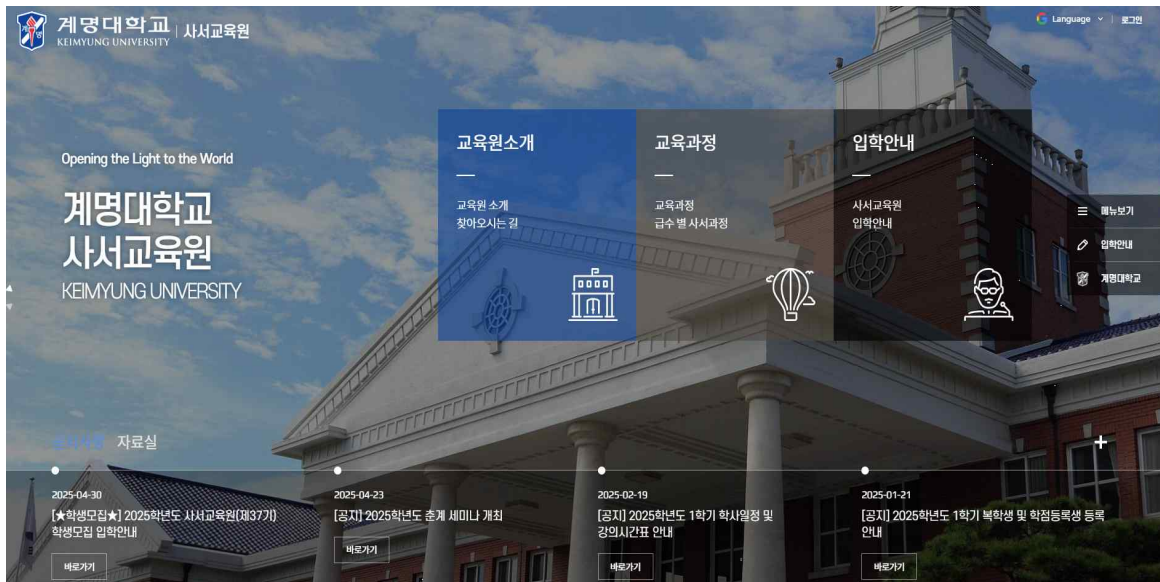 계명대학교
KEIMYUNG UNIVERSITY
사서교육원
Language
로그인
Opening the Light to the World
계명대학교
사서교육원
KEIMYUNG UNIVERSITY
교육원소개
교육원 소개
찾아오시는 길
교육과정
교육과정
급수 별 사서과정
입학안내
사서교육원
입학안내
메뉴보기
입학안내
계명대학교
자료실
2025-04-30
[★학생모집★] 2025학년도 사서교육원(제37기)
학생모집 입학안내
바로가기
2025-04-23
[공지] 2025학년도 춘계 세미나 개최
바로가기
2025-02-19
[공지] 2025학년도 1학기 학사일정 및
강의시간표 안내
바로가기
2025-01-21
[공지] 2025학년도 1학기 복학생 및 학점등록생 등록
안내
바로가기